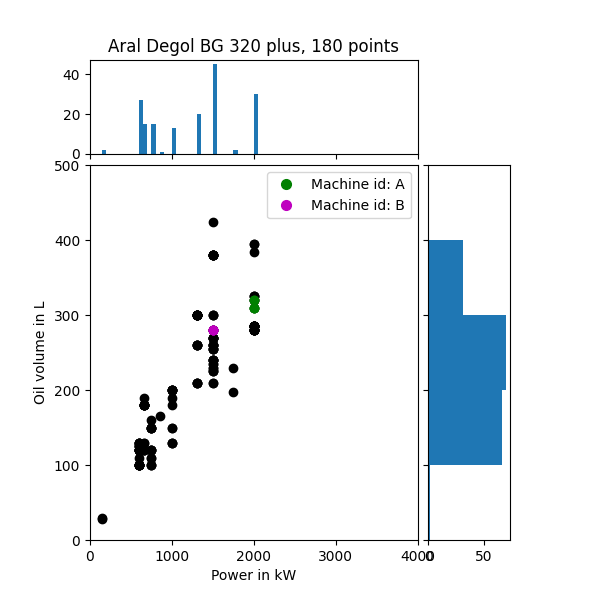 Aral Degol BG 320 plus, 180 points
40
20
0
500
400
300
200
100
0
Oil volume in L
Machine id: A
Machine id: B
0 1000 2000 3000 4000
0 50
Power in kW